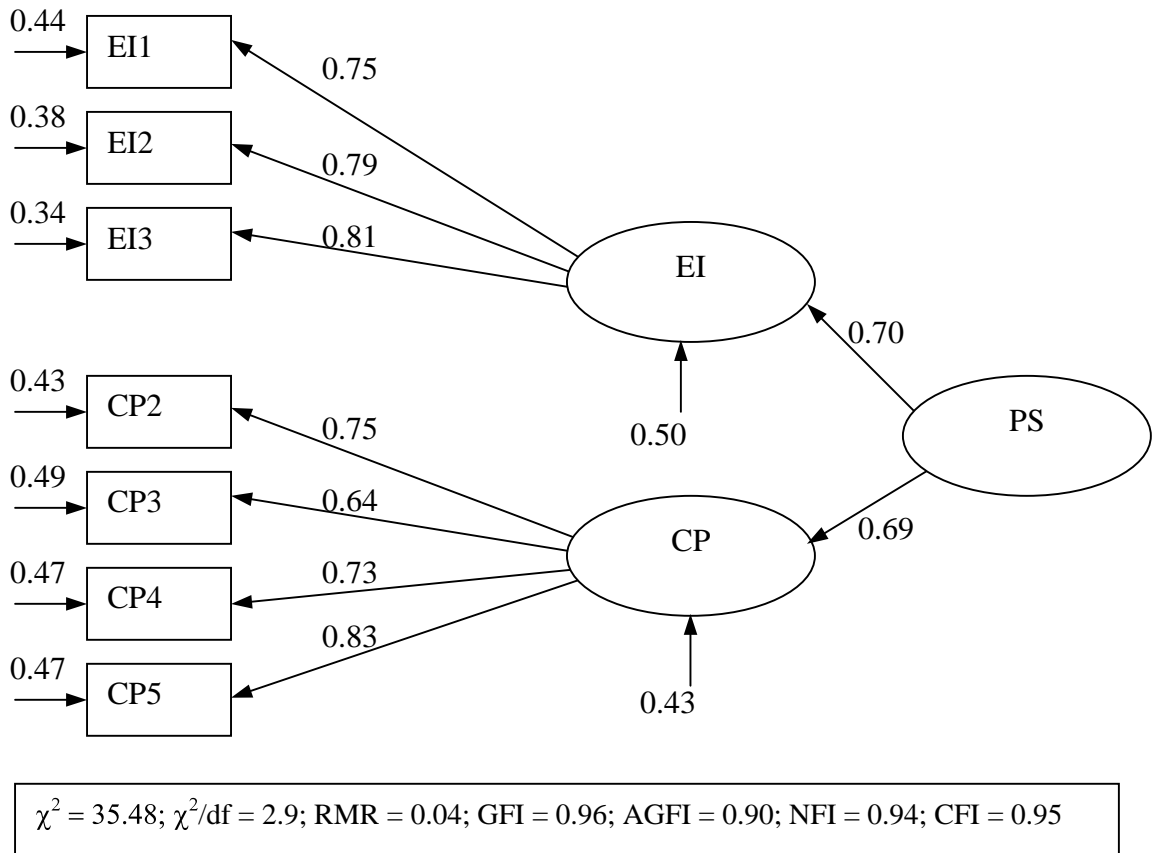 0.44
EI1
0.75
0.38
EI2
0.79
0.34
EI3
0.81
EI
0.70
0.50
PS
0.43
CP2
0.75
0.49
CP3
0.64
CP
0.69
0.47
CP4
0.73
0.47
CP5
0.83
0.43
χ² = 35.48; χ²/df = 2.9; RMR = 0.04; GFI = 0.96; AGFI = 0.90; NFI = 0.94; CFI = 0.95